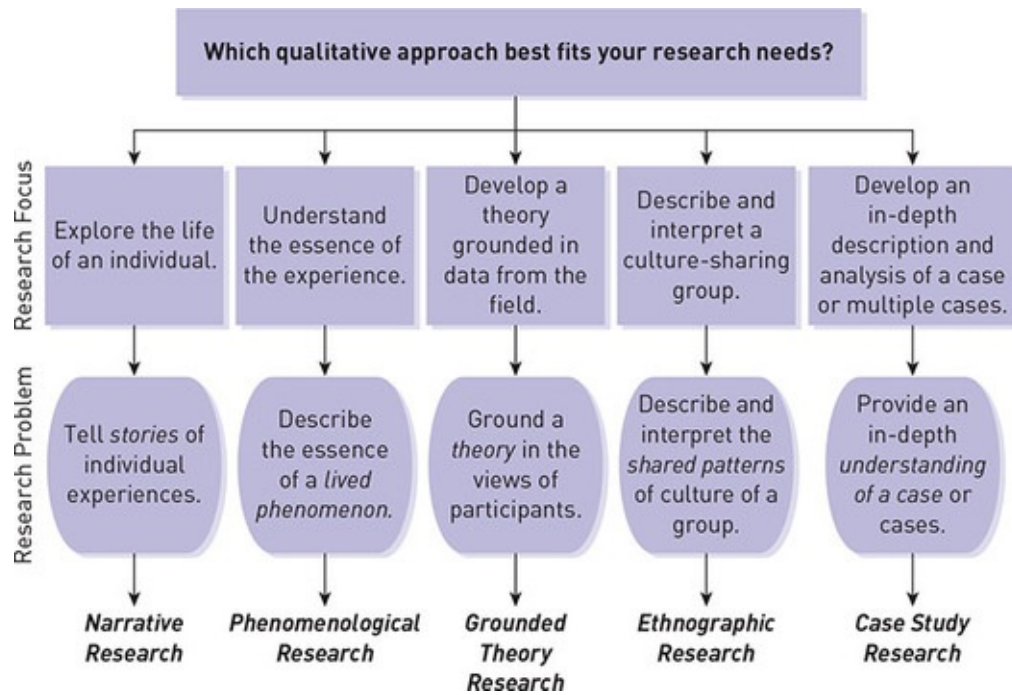 Which qualitative approach best fits your research needs?
Research Focus
Explore the life
of an individual.
Understand
the essence of
the experience.
Develop a
theory
grounded in
data from the
field.
Describe and
interpret a
culture-sharing
group.
Develop an
in-depth
description and
analysis of a case
or multiple cases.
Research Problem
Tell stories of
individual
experiences.
Describe
the essence
of a lived
phenomenon.
Ground a
theory in the
views of
participants.
Describe and
interpret the
shared patterns
of culture of a
group.
Provide an
in-depth
understanding
of a case or
cases.
Narrative
Research
Phenomenological
Research
Grounded
Theory
Research
Ethnographic
Research
Case Study
Research